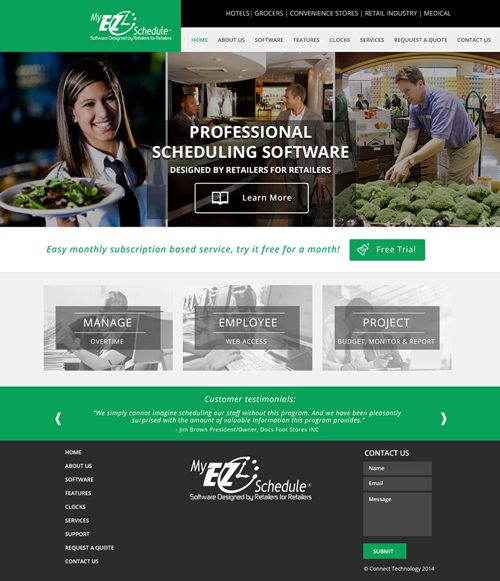 My EZ Schedule®
Software Designed by Retailers for Retailers
HOTELS| GROCERS | CONVENIENCE STORES | RETAIL INDUSTRY | MEDICAL
HOME ABOUT US SOFTWARE FEATURES CLOCKS SERVICES REQUUEST A QUOTE CONTACT US
PROFESSIONAL
SCHEDULING SOFTWARE
DESIGNED BY RETAILERS FOR RETAILERS
Learn More
Easy monthly subscription based service, try it free for a month!
Free Trial
MANAGE
OVERTIME
EMPLOYEE
WEB ACCESS
PROJECT
BUDGET, MONITOR & REPORT
Customer testimonials:
"We simply cannot imagine scheduling our staff without this program. And we have been pleasantly
surprised with the amount of valuable information this program provides."
- Jim Brown President/Owner, Docs Foot Stores INC
HOME
ABOUT US
SOFTWARE
FEATURES
CLOCKS
SERVICES
SUPPORT
REQUEST A QUOTE
CONTACT US
My EZ Schedule®
Software Designed by Retailers for Retailers
CONTACT US
Name
Email
Message
SUBMIT
© Connect Technology 2014